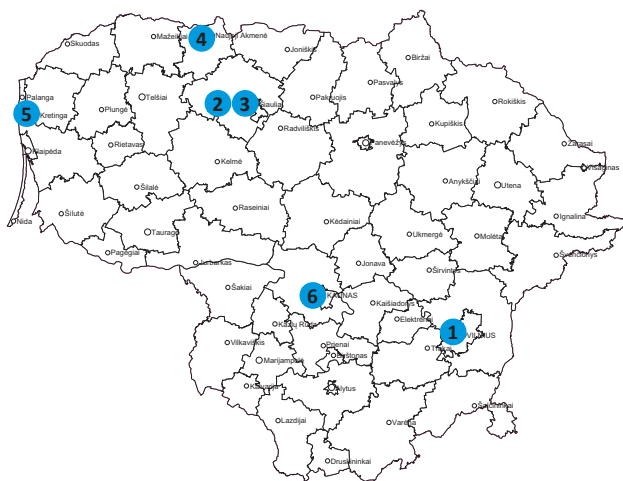 Skuodas
Mažeikiai
4
Naujoji Akmenė
Joniškis
Biržai
Palanga
5
Kretinga
Plungė
Telšiai
2
3
Šiauliai
Pakruojis
Pasvalys
Rokiškis
Klaipėda
Rietavas
Kelmė
Radviliškis
Panevėžys
Kupiškis
Zarasai
Visaginas
Šilalė
Anykščiai
Utena
Nida
Šilutė
Tauragė
Raseiniai
Kėdainiai
Ukmergė
Molėtai
Ignalina
Pagėgiai
Jurbarkas
Jonava
Širvintos
Švenčionys
Šakiai
6
KAUNAS
Kaišiadorys
Elektrėnai
1
VILNIUS
Kazlų Rūda
Vilkaviškis
Prienai
Birštonas
Trakai
Marijampolė
Kalvarija
Alytus
Lazdijai
Varėna
Šalčininkai
Druskininkai